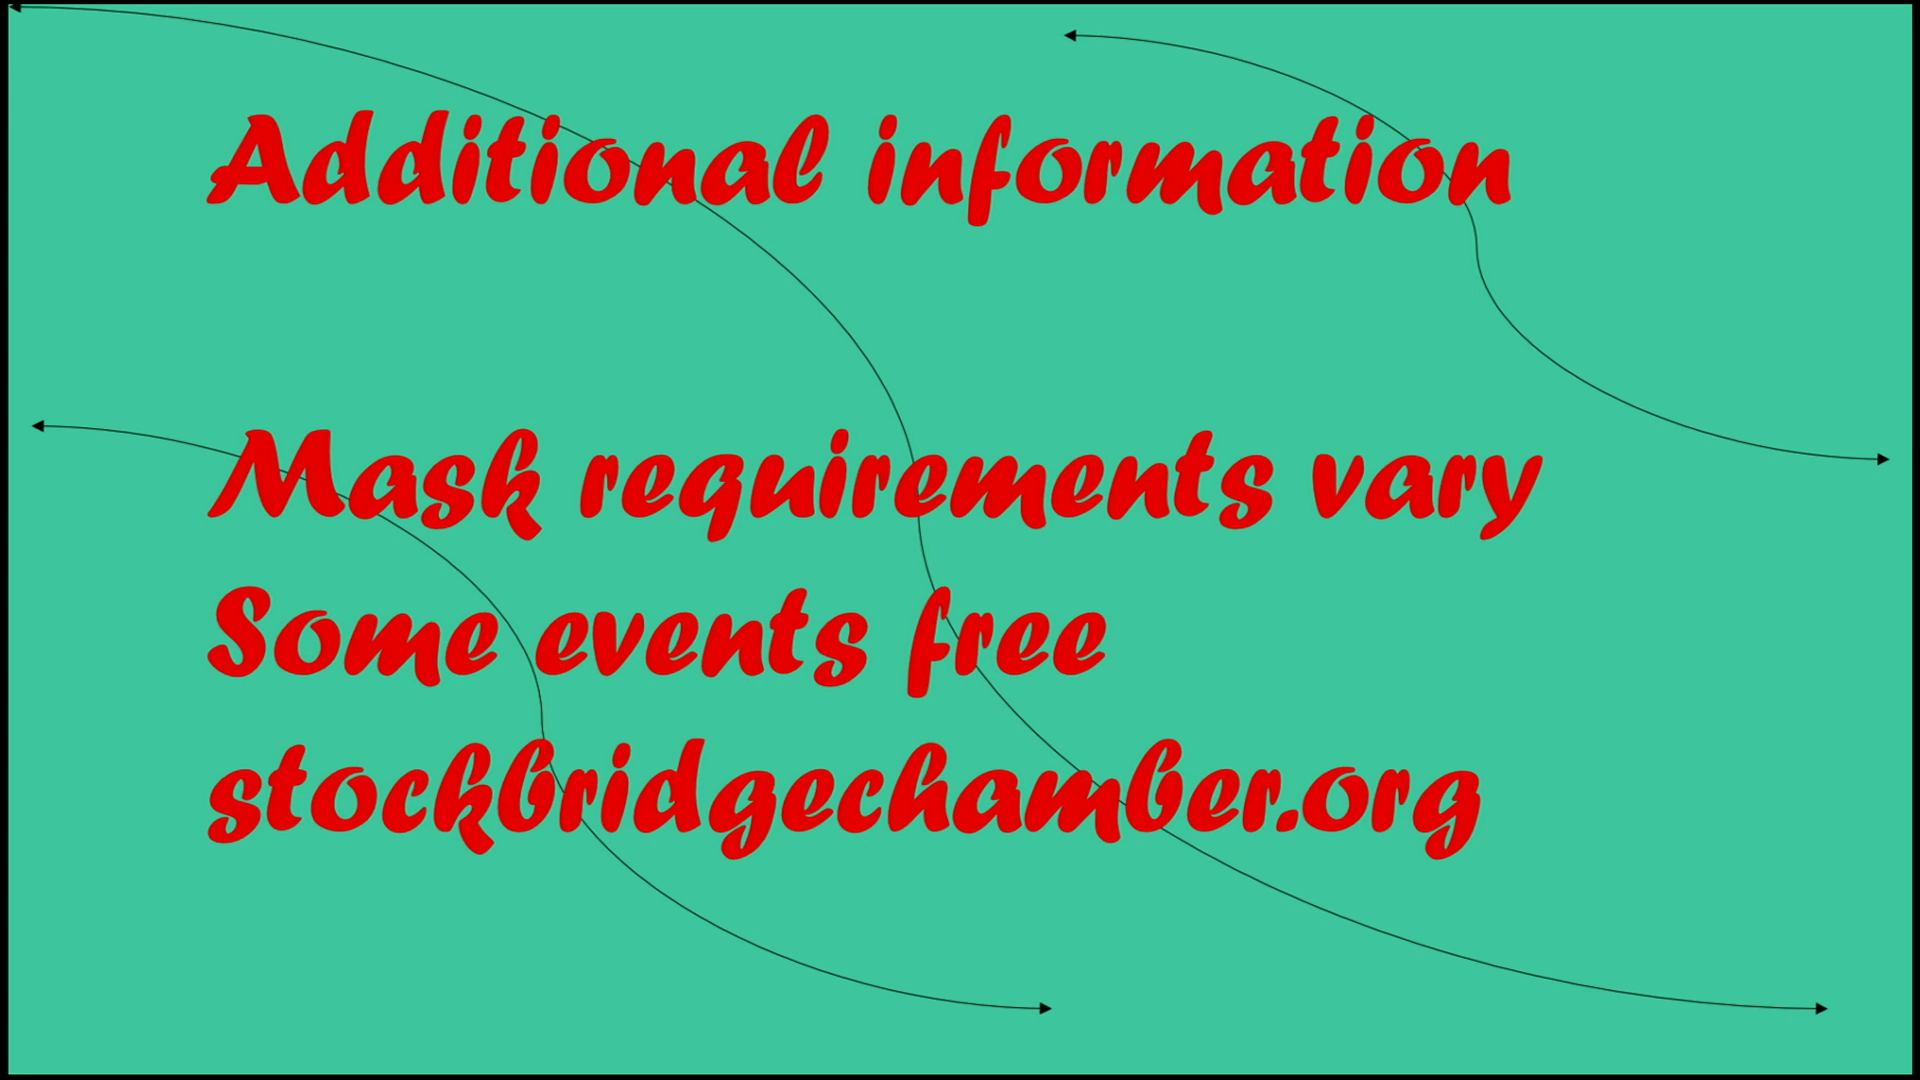 Additional information
Mask requirements vary
Some events free
stockbridgechamber.org